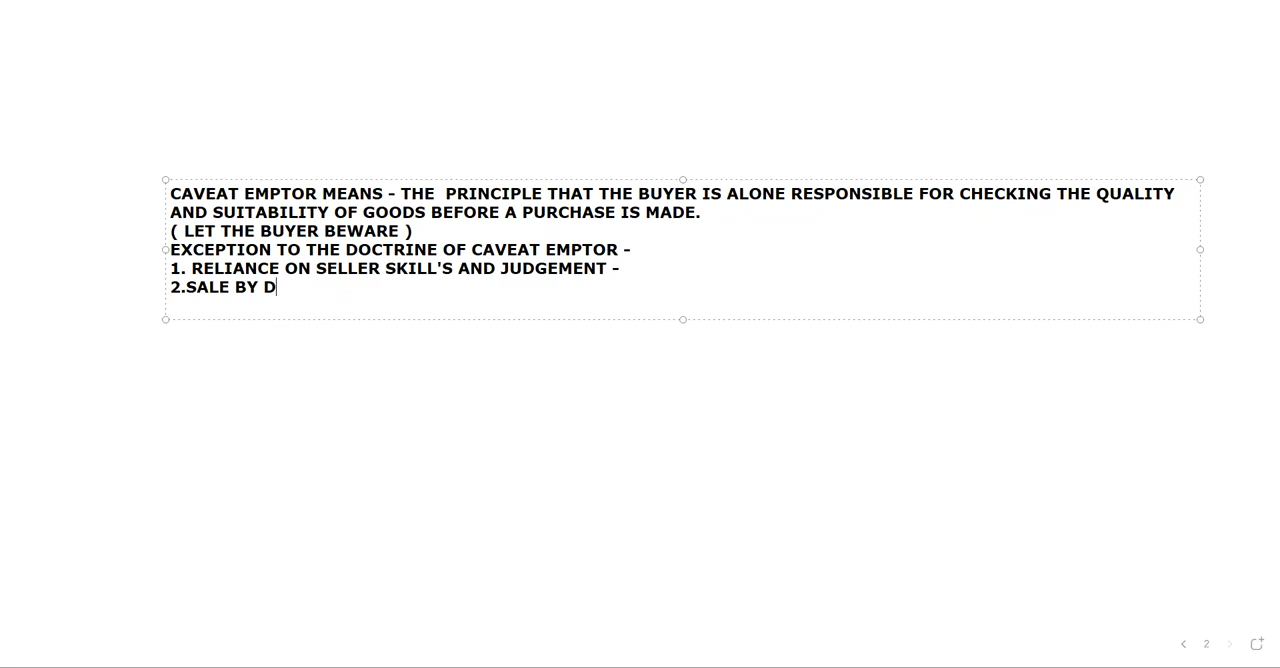 CAVEAT EMPTOR MEANS - THE  PRINCIPLE THAT THE BUYER IS ALONE RESPONSIBLE FOR CHECKING THE QUALITY
AND SUITABILITY OF GOODS BEFORE A PURCHASE IS MADE.
( LET THE BUYER BEWARE )
EXCEPTION TO THE DOCTRINE OF CAVEAT EMPTOR -
1. RELIANCE ON SELLER SKILL'S AND JUDGEMENT -
2.SALE BY D
2